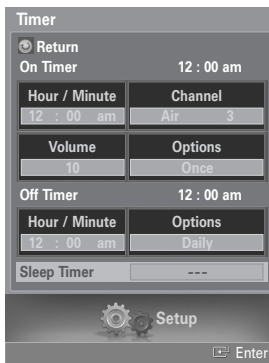 Timer
Return
On Timer 12 : 00 am
Hour / Minute Channel
12 : 00 am Air 3
Volume Options
10 Once
Off Timer 12 : 00 am
Hour / Minute Options
12 : 00 am Daily
Sleep Timer ---
Setup
Enter